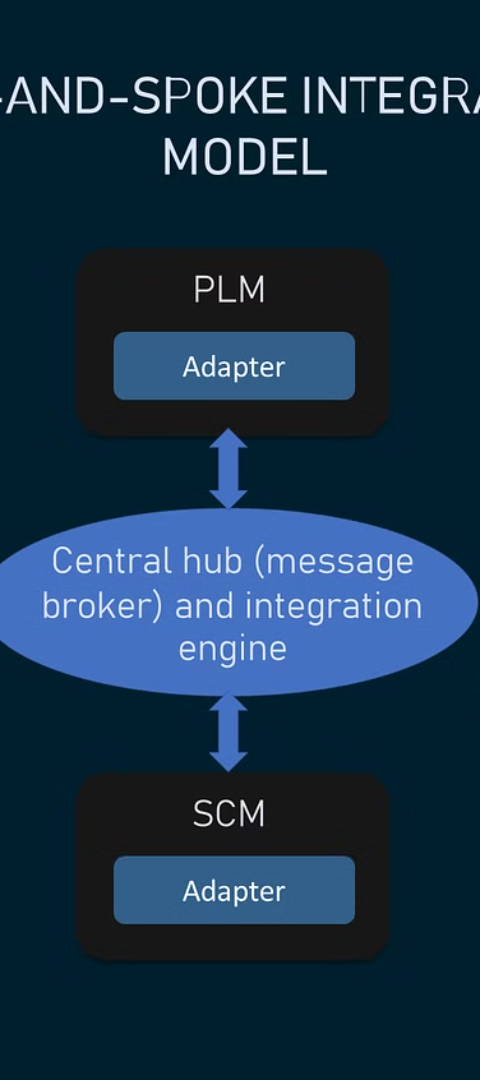 -AND-SPOKE INTEGRA
MODEL
PLM
Adapter
Central hub (message
broker) and integration
engine
SCM
Adapter